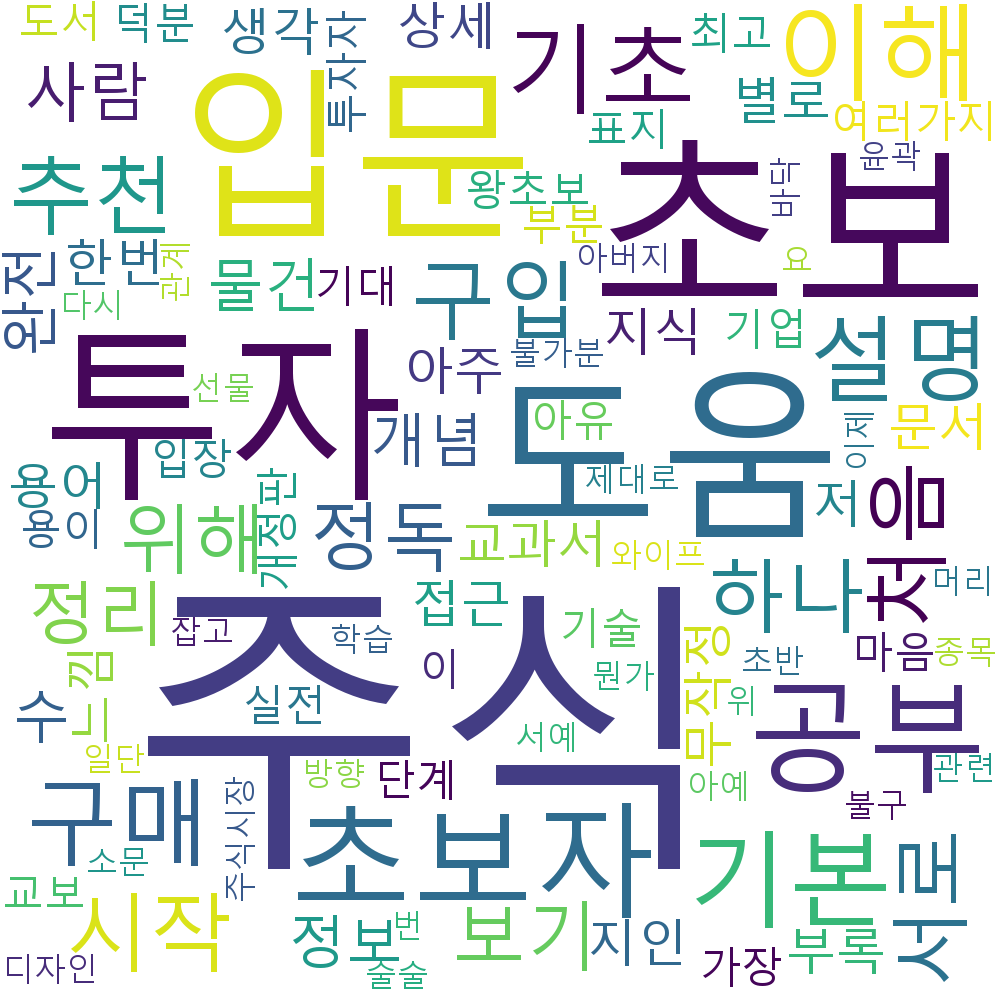 도서
덕분
생각
투자자
상세
기초
최고
이해
사람
입문
표지
별로
여러가지
추천
왕초보
부분
초보
바닥
윤곽
완전
한번
관계
물건
기대
구입
아버지
요
다시
지식
기업
설명
투자
선물
아주
불가분
개념
도움
아유
이제
문서
입장
용어
용이
위해
개정판
정독
교과서
제대로
와이프
저
처음
정리
잡고
학습
접근
기술
하나
머리
느낌
수
주식
이
뭔가
무작정
초반
마음
종목
위
공부
실전
서예
일단
방향
단계
아예
관련
구매
주식시장
초보자
불구
소문
교보
시작
정보
번
보기
지인
기본
서로
디자인
술술
가장
부록